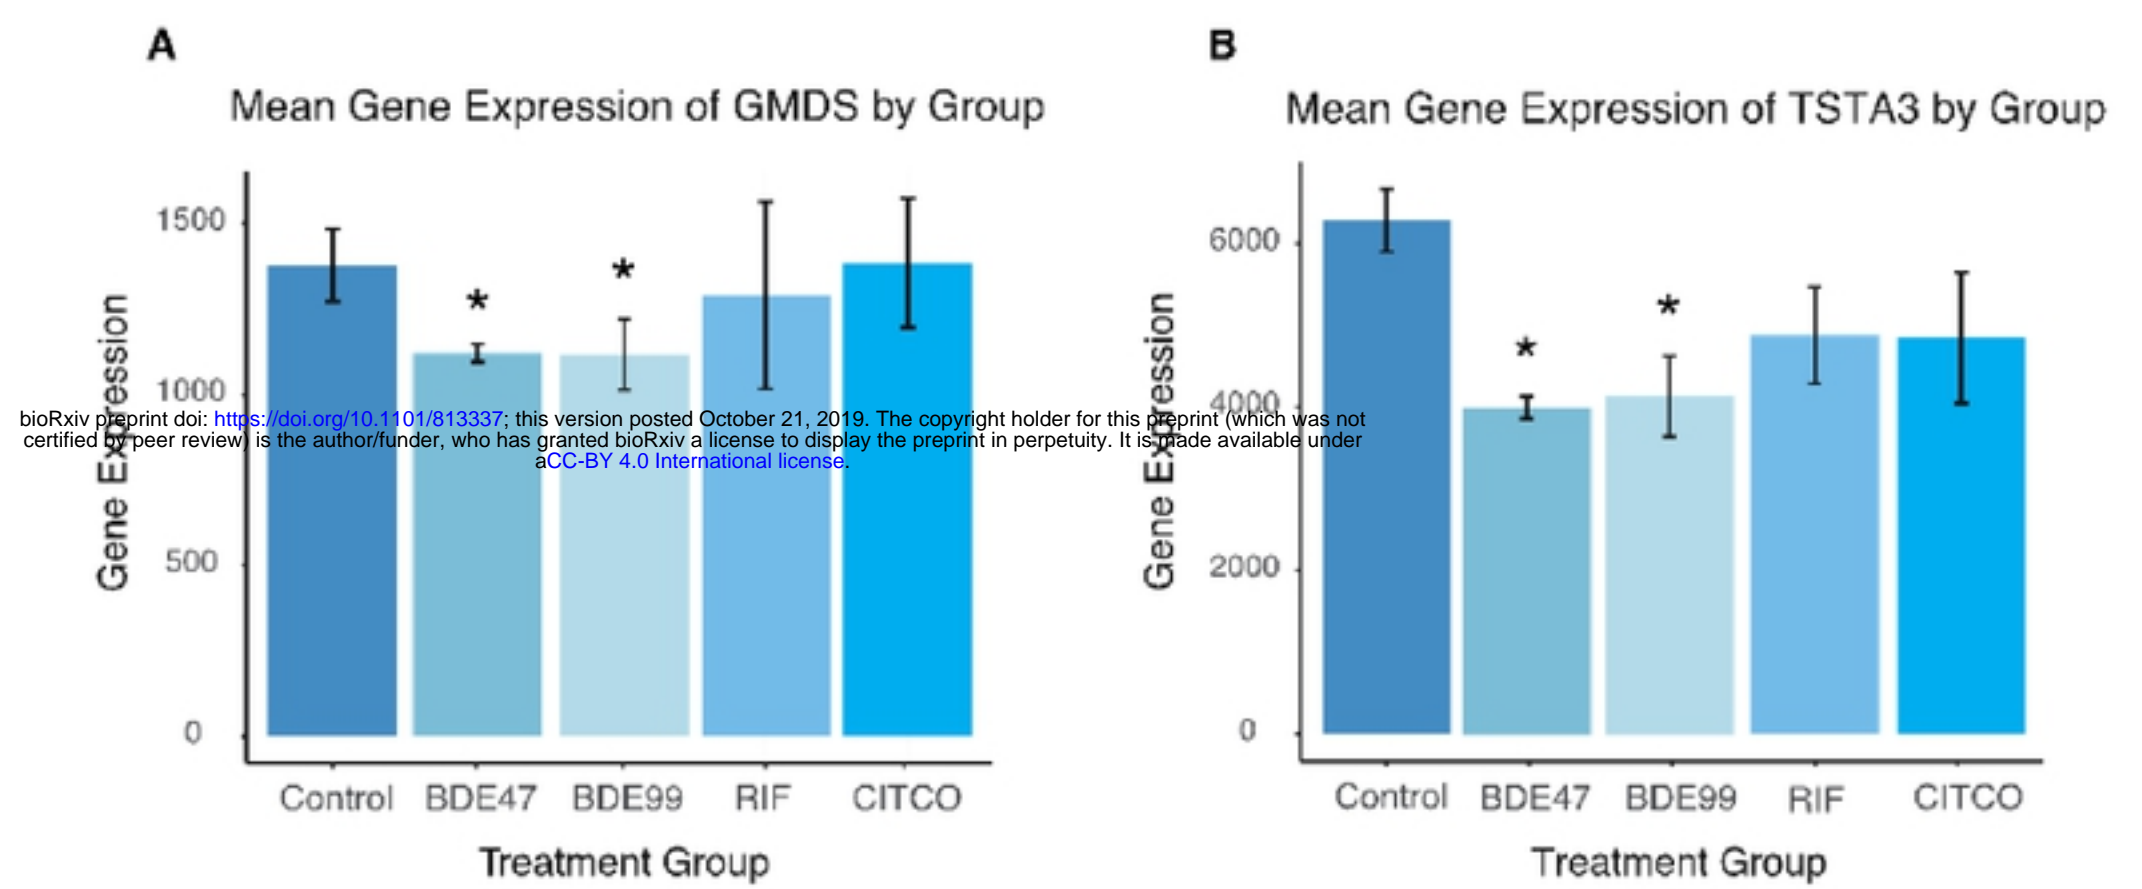 A
Mean Gene Expression of GMDS by Group
Gene Expression
1500
1000
500
0
*
*
Control BDE47 BDE99 RIF CITCO
Treatment Group
B
Mean Gene Expression of TSTA3 by Group
Gene Expression
6000
4000
2000
0
*
*
Control BDE47 BDE99 RIF CITCO
Treatment Group
bioRxiv preprint doi: https://doi.org/10.1101/813337; this version posted October 21, 2019. The copyright holder for this preprint (which was not
certified by peer review) is the author/funder, who has granted bioRxiv a license to display the preprint in perpetuity. It is made available under
aCC-BY 4.0 International license.